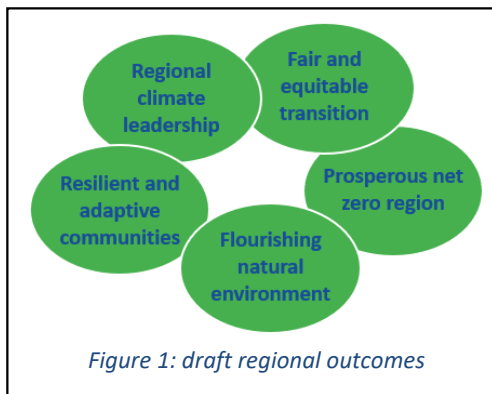 Regional
climate
leadership
Fair and
equitable
transition
Prosperous net
zero region
Flourishing
natural
environment
Resilient and
adaptive
communities
Figure 1: draft regional outcomes